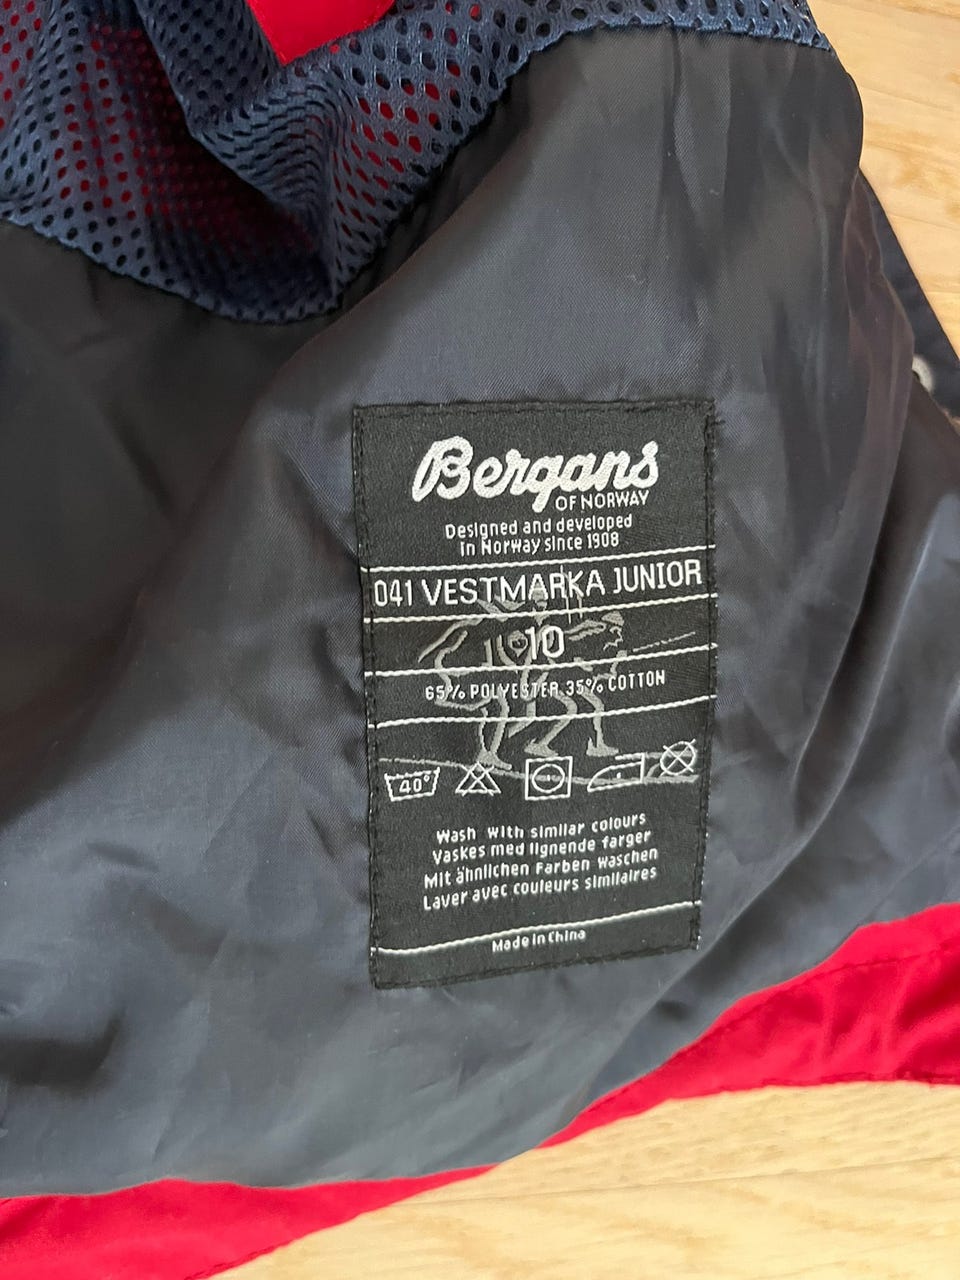 Bergans
OF NORWAY
Designed and developed
in Norway since 1908
041 VESTMARKA JUNIOR
10
65% POLYESTER 35% COTTON
40°
Wash with similar colours
Vaskes med lignende farger
Mit ähnlichen Farben waschen
Laver avec couleurs similaires
Made in China